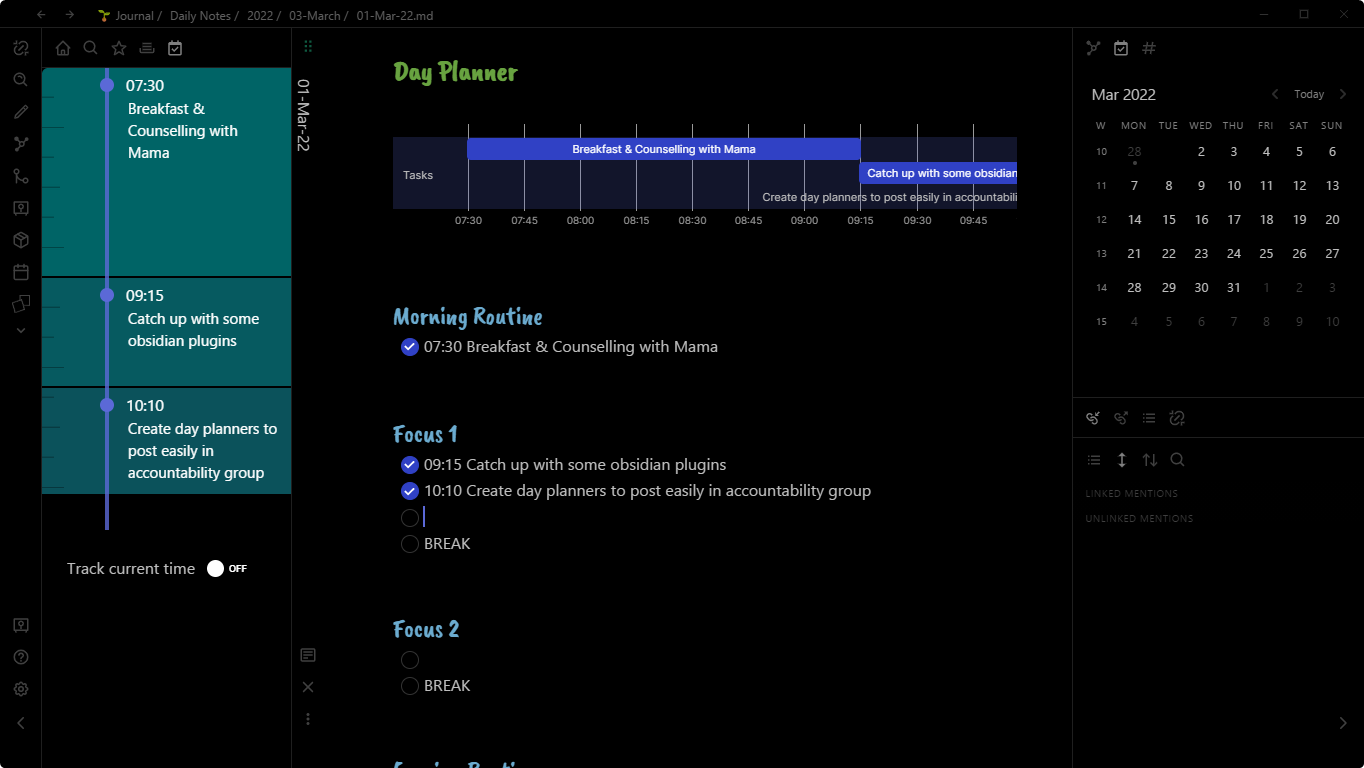 Journal / Daily Notes / 2022 / 03-March / 01-Mar-22.md
07:30
Breakfast &
Counselling with
Mama
09:15
Catch up with some
obsidian plugins
10:10
Create day planners to
post easily in
accountability group
Track current time OFF
01-Mar-22
Day Planner
Breakfast & Counselling with Mama
Catch up with some obsidian
Tasks
Create day planners to post easily in accountabili
07:30 07:45 08:00 08:15 08:30 08:45 09:00 09:15 09:30 09:45
Morning Routine
07:30 Breakfast & Counselling with Mama
Focus 1
09:15 Catch up with some obsidian plugins
10:10 Create day planners to post easily in accountability group
BREAK
Focus 2
BREAK
Mar 2022 Today
W MON TUE WED THU FRI SAT SUN
10 28 2 3 4 5 6
11 7 8 9 10 11 12 13
12 14 15 16 17 18 19 20
13 21 22 23 24 25 26 27
14 28 29 30 31 1 2 3
15 4 5 6 7 8 9 10
LINKED MENTIONS
UNLINKED MENTIONS